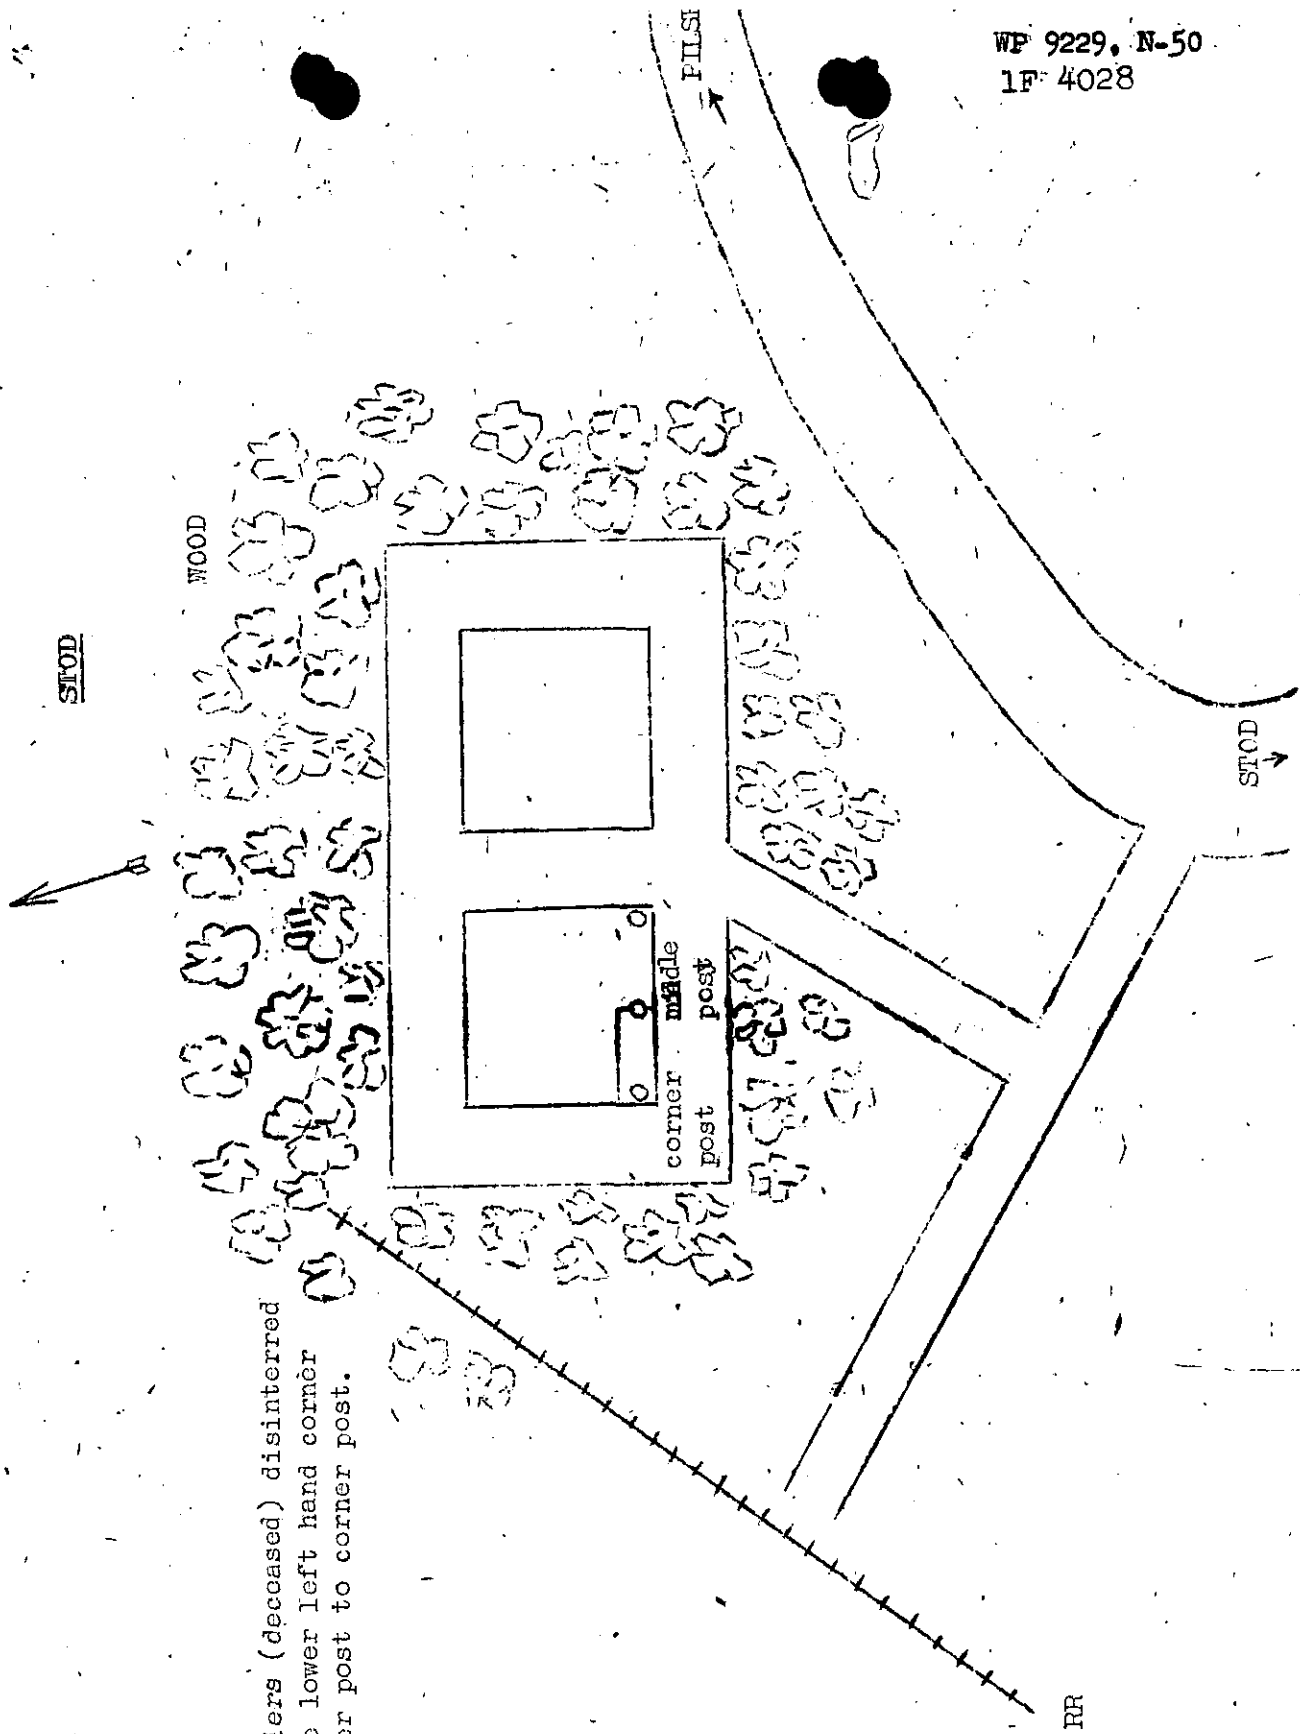 WP 9229, N-50
1F 4028
STOD
WOOD
PILS
corner middle
post post
STOD
(deceased) disinterred
lower left hand corner
post to corner post.
RR